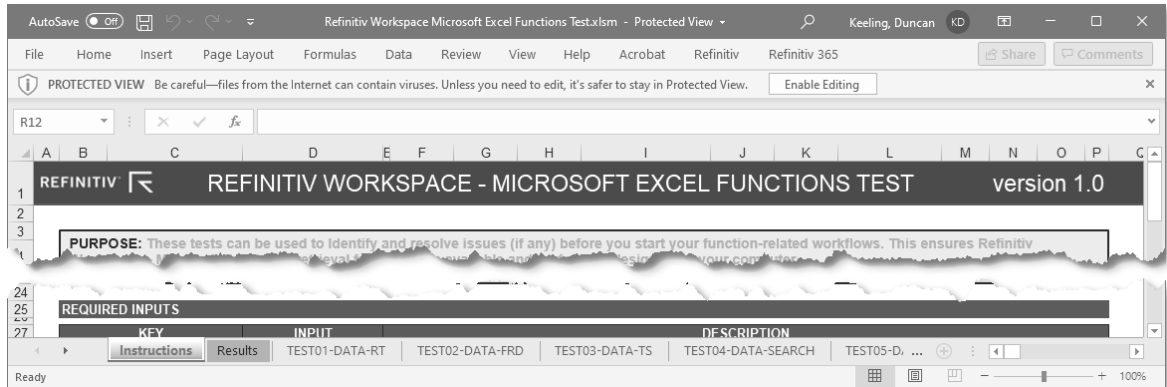 AutoSave Off Refinitiv Workspace Microsoft Excel Functions Test.xlsm - Protected View Keeling, Duncan KD
File Home Insert Page Layout Formulas Data Review View Help Acrobat Refinitiv Refinitiv 365 Share Comments
PROTECTED VIEW Be careful—files from the Internet can contain viruses. Unless you need to edit, it's safer to stay in Protected View. Enable Editing
R12 fx
A B C D E F G H I J K L M N O P Q
1 REFINITIV REFINITIV WORKSPACE - MICROSOFT EXCEL FUNCTIONS TEST version 1.0
2
3
PURPOSE: These tests can be used to Identify and resolve issues (if any) before you start your function-related workflows. This ensures Refinitiv
24
25 REQUIRED INPUTS
27 KEY INPUT DESCRIPTION
Instructions Results TEST01-DATA-RT TEST02-DATA-FRD TEST03-DATA-TS TEST04-DATA-SEARCH TEST05-D. ...
Ready 100%